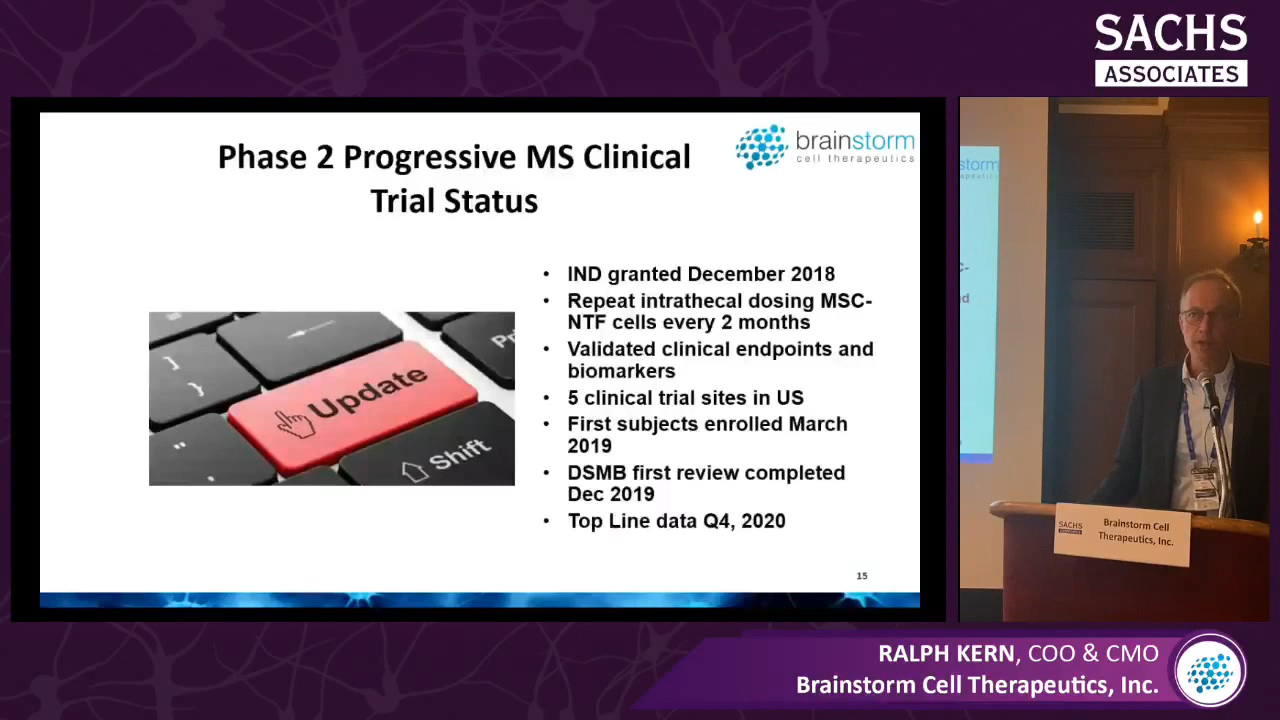 SACHS
ASSOCIATES
Phase 2 Progressive MS Clinical
Trial Status
brainstorm
cell therapeutics
• IND granted December 2018
• Repeat intrathecal dosing MSC-
NTF cells every 2 months
• Validated clinical endpoints and
biomarkers
• 5 clinical trial sites in US
• First subjects enrolled March
2019
• DSMB first review completed
Dec 2019
• Top Line data Q4, 2020
}
}
"
Update
Shift
15
storm
SACHS
ASSOCIATES
Brainstorm Cell
Therapeutics, Inc.
RALPH KERN, COO & CMO
Brainstorm Cell Therapeutics, Inc.